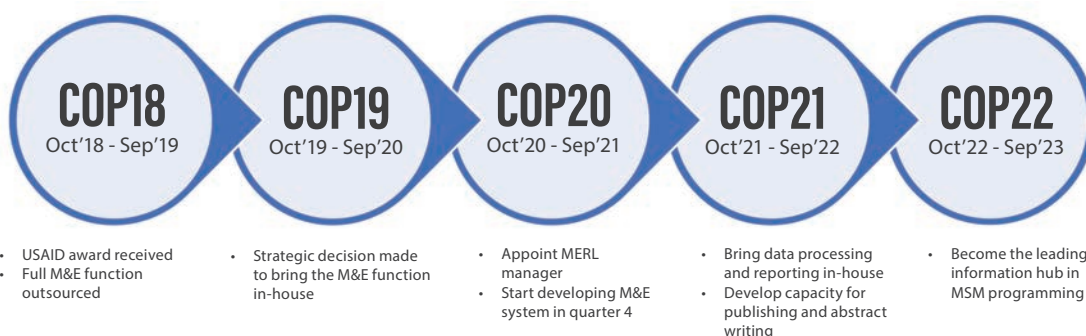 COP18
Oct'18 - Sep'19
COP19
Oct'19 - Sep'20
COP20
Oct'20 - Sep'21
COP21
Oct'21 - Sep'22
COP22
Oct'22 - Sep'23
• USAID award received
• Full M&E function
outsourced
• Strategic decision made
to bring the M&E function
in-house
• Appoint MERL
manager
• Start developing M&E
system in quarter 4
• Bring data processing
and reporting in-house
• Develop capacity for
publishing and abstract
writing
• Become the leading
information hub in
MSM programming